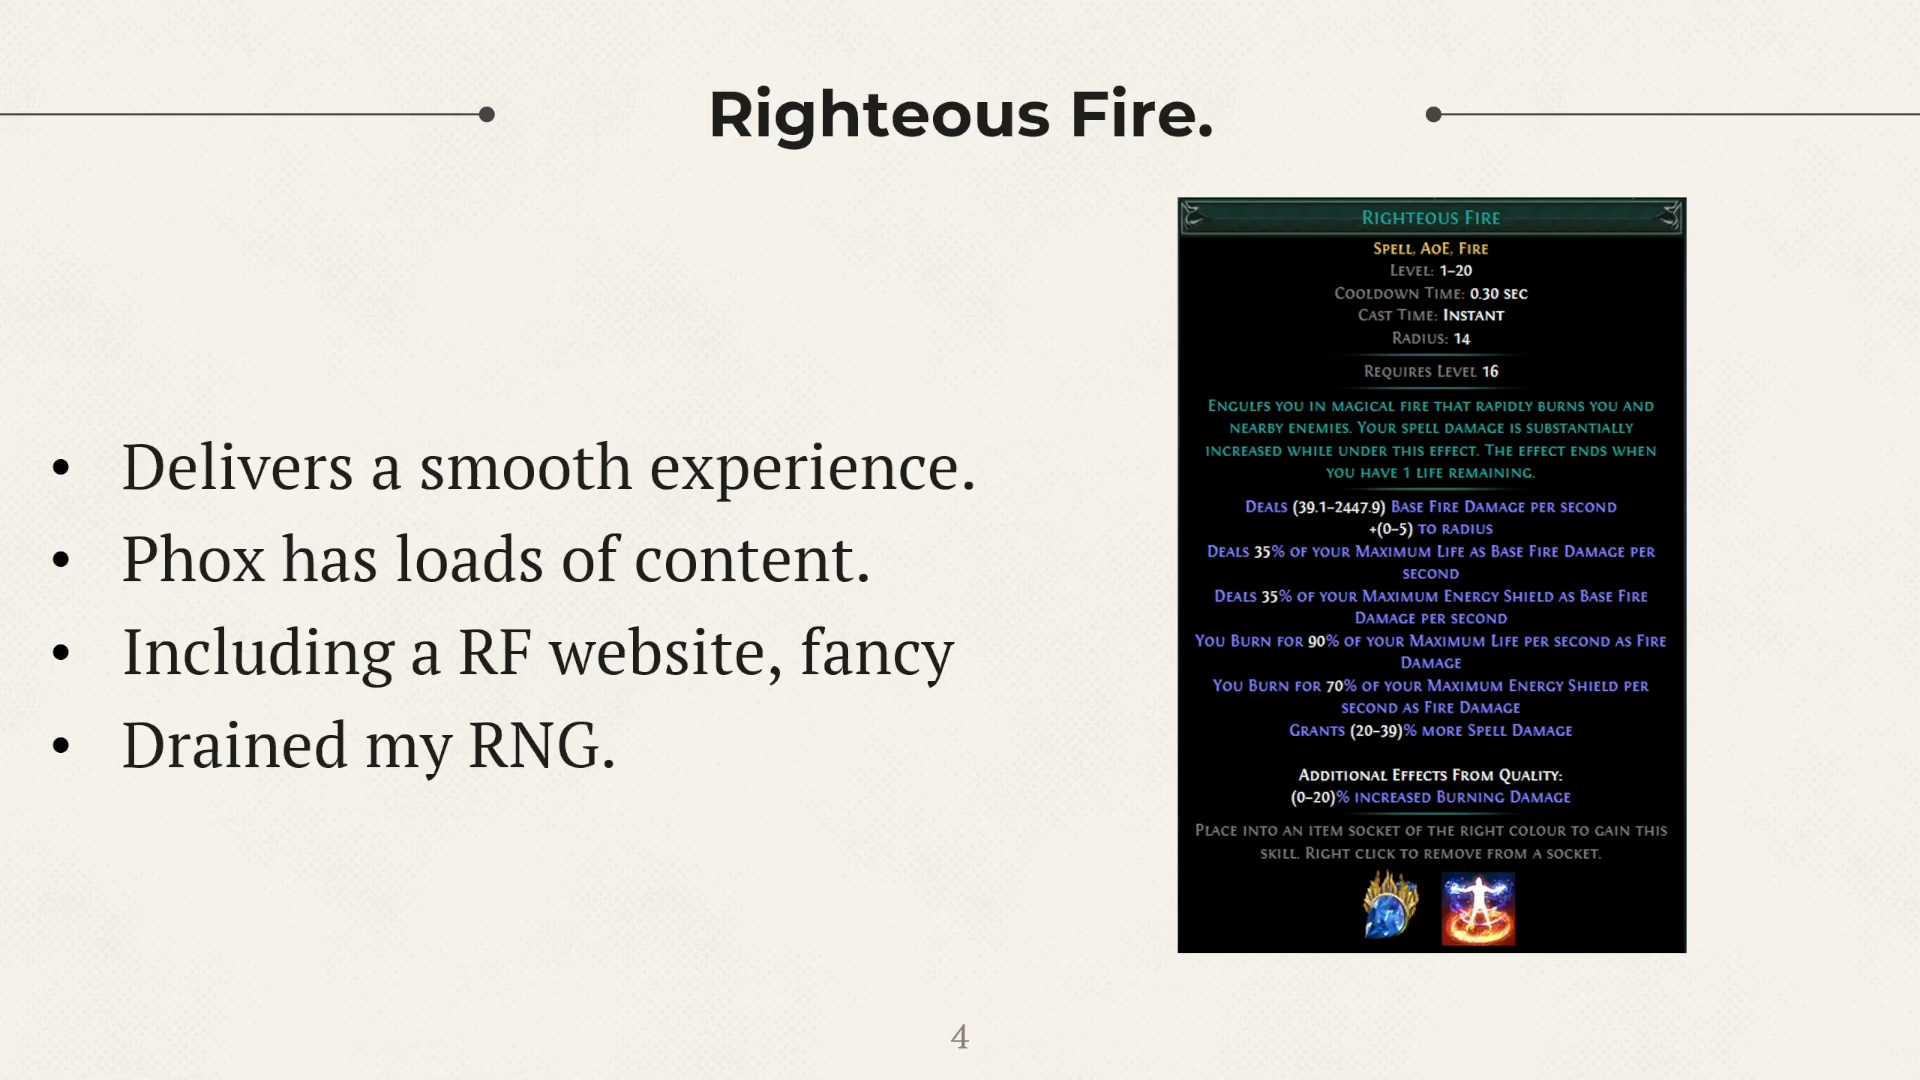 Righteous Fire.
• Delivers a smooth experience.
• Phox has loads of content.
• Including a RF website, fancy
• Drained my RNG.
Righteous Fire
Spell, AoE, Fire
Level: 1–20
Cooldown Time: 0.30 sec
Cast Time: Instant
Radius: 14
Requires Level 16
Engulfs you in magical fire that rapidly burns you and
nearby enemies. Your spell damage is substantially
increased while under this effect. The effect ends when
you have 1 life remaining.
Deals (39.1–2447.9) Base Fire Damage per second
+(0–5) to radius
Deals 35% of your Maximum Life as Base Fire Damage per
second
Deals 35% of your Maximum Energy Shield as Base Fire
Damage per second
You Burn for 90% of your Maximum Life per second as Fire
Damage
You Burn for 70% of your Maximum Energy Shield per
second as Fire Damage
Grants (20–39)% more Spell Damage
Additional Effects From Quality:
(0–20)% increased Burning Damage
Place into an item socket of the right colour to gain this
skill. Right click to remove from a socket.
4